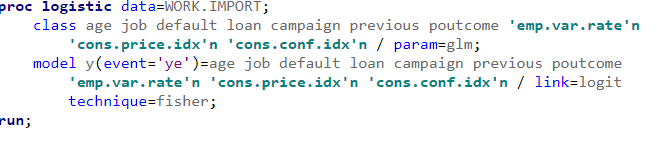 proc logistic data=WORK.IMPORT;
class age job default loan campaign previous poutcome 'emp.var.rate'n
'cons.price.idx'n 'cons.conf.idx'n / param=glm;
model y(event='ye')=age job default loan campaign previous poutcome
'emp.var.rate'n 'cons.price.idx'n 'cons.conf.idx'n / link=logit
technique=fisher;
run;